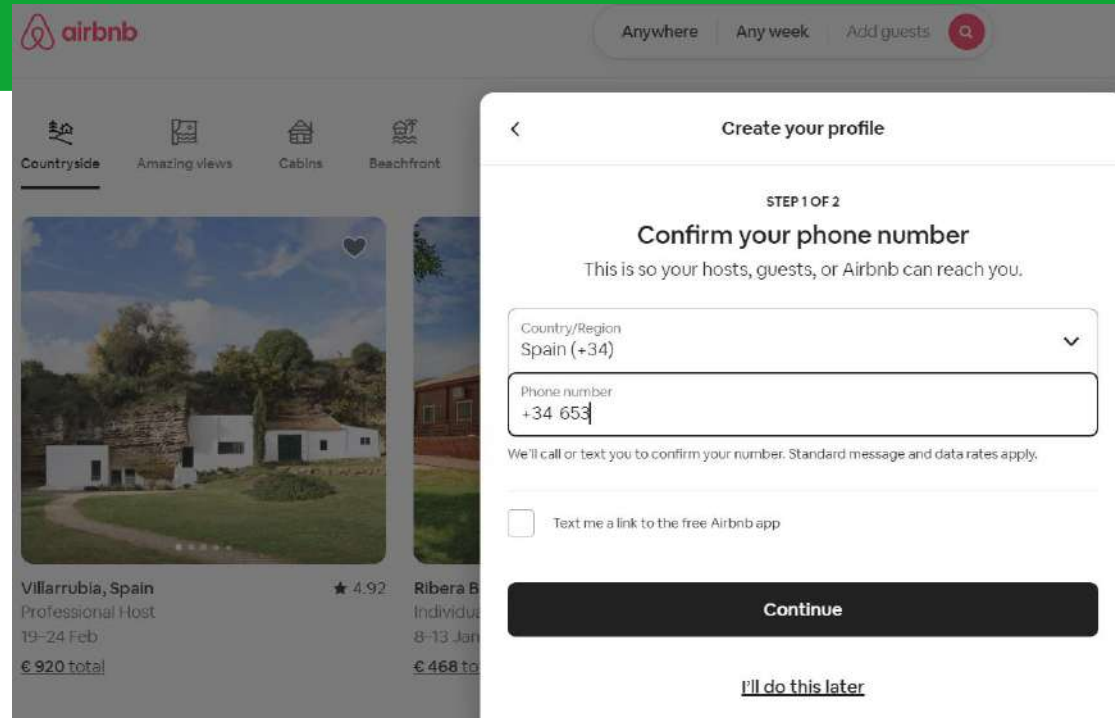 airbnb
Anywhere Any week Add guests
Countryside Amazing views Cabins Beachfront
Villarrubia, Spain ★ 4.92
Professional Host
19–24 Feb
€ 920 total
Ribera B
Individua
8–13 Jan
€ 468 to
Create your profile
STEP 1 OF 2
Confirm your phone number
This is so your hosts, guests, or Airbnb can reach you.
Country/Region
Spain (+34)
Phone number
+34 653
We'll call or text you to confirm your number. Standard message and data rates apply.
Text me a link to the free Airbnb app
Continue
I'll do this later